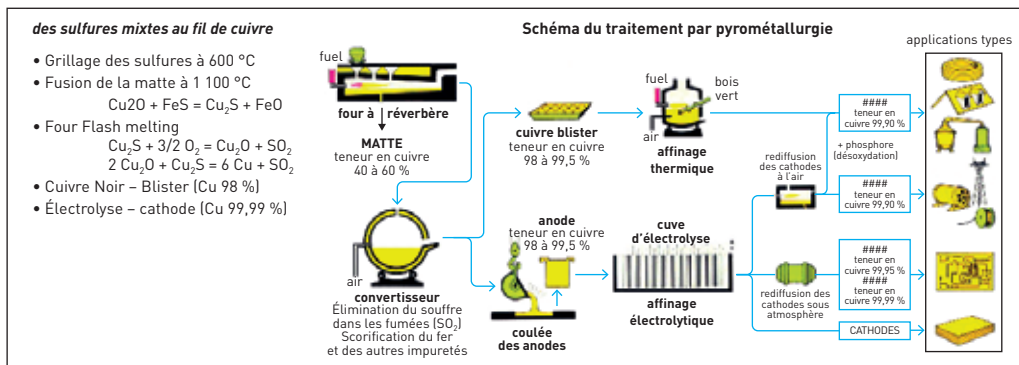 des sulfures mixtes au fil de cuivre
• Grillage des sulfures à 600 °C
• Fusion de la matte à 1 100 °C
Cu2O + FeS = Cu₂S + FeO
• Four Flash melting
Cu₂S + 3/2 O₂ = Cu₂O + SO₂
2 Cu₂O + Cu₂S = 6 Cu + SO₂
• Cuivre Noir – Blister (Cu 98 %)
• Électrolyse – cathode (Cu 99,99 %)
Schéma du traitement par pyrométallurgie
applications types
fuel
four à réverbère
MATTE
teneur en cuivre
40 à 60 %
air
convertisseur
Élimination du souffre
dans les fumées (SO₂)
Scorification du fer
et des autres impuretés
cuivre blister
teneur en cuivre
98 à 99,5 %
fuel
bois
vert
air
affinage
thermique
anode
teneur en cuivre
98 à 99,5 %
coulée
des anodes
cuve
d'électrolyse
affinage
électrolytique
rediffusion
des cathodes
à l'air
rediffusion des
cathodes sous
atmosphère
####
teneur en
cuivre 99,90 %
+ phosphore
(désoxydation)
####
teneur en
cuivre 99,90 %
####
teneur en
cuivre 99,95 %
####
teneur en
cuivre 99,99 %
CATHODES